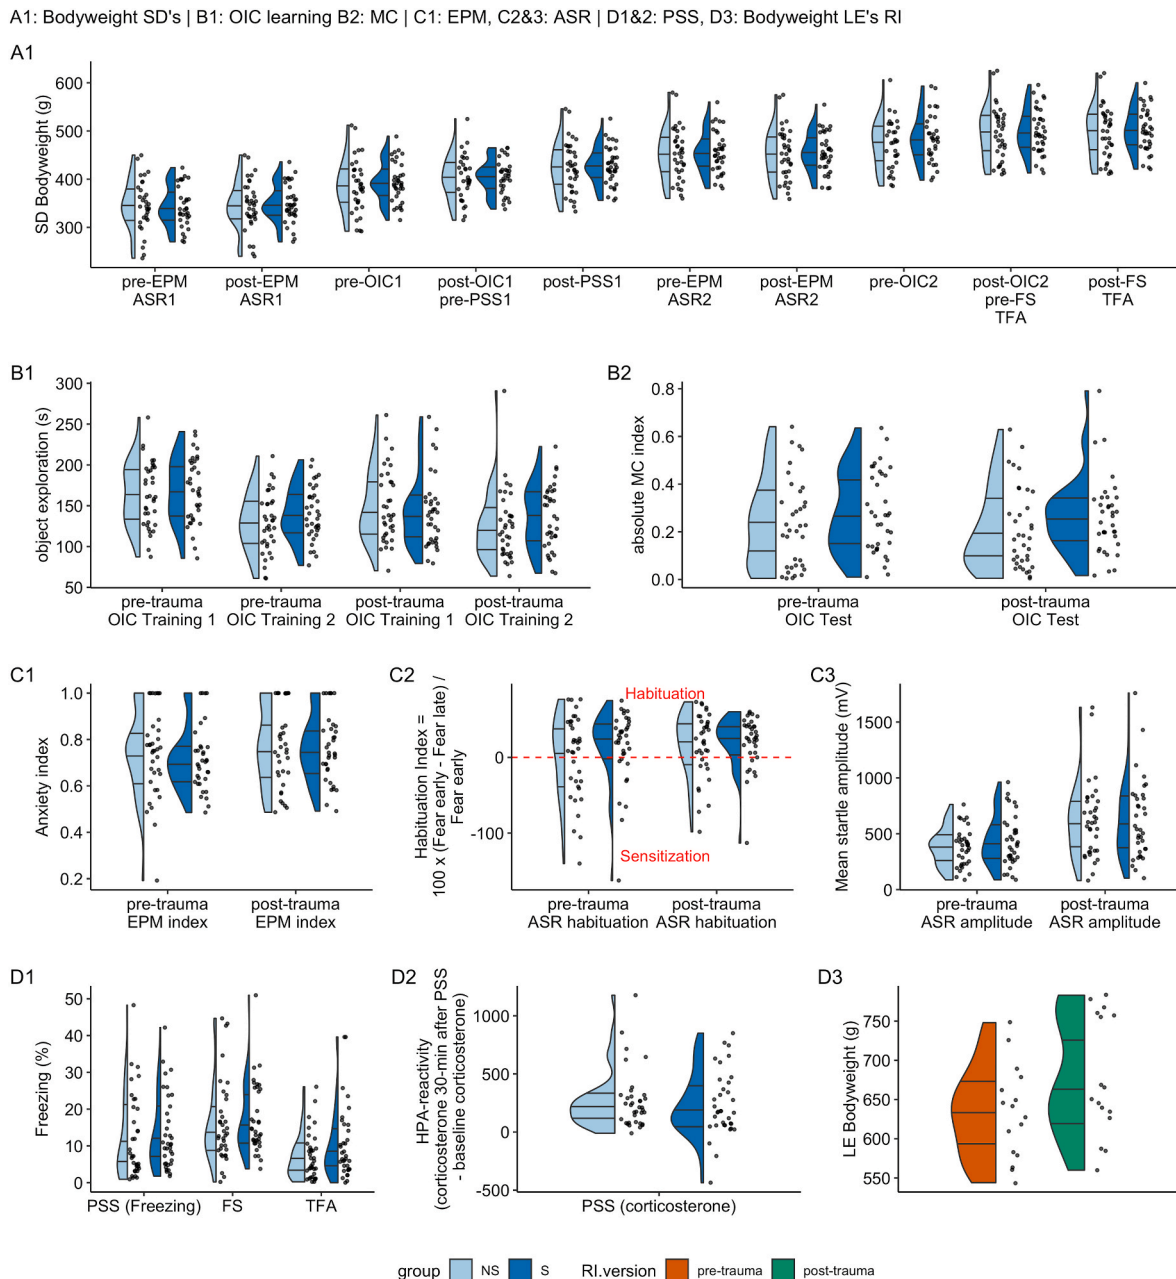 A1: Bodyweight SD's | B1: OIC learning B2: MC | C1: EPM, C2&3: ASR | D1&2: PSS, D3: Bodyweight LE's RI
A1
SD Bodyweight (g)
600
500
400
300
pre-EPM
ASR1
post-EPM
ASR1
pre-OIC1
post-OIC1
pre-PSS1
post-PSS1
pre-EPM
ASR2
post-EPM
ASR2
pre-OIC2
post-OIC2
pre-FS
TFA
post-FS
TFA
B1
object exploration (s)
300
250
200
150
100
50
pre-trauma
OIC Training 1
pre-trauma
OIC Training 2
post-trauma
OIC Training 1
post-trauma
OIC Training 2
B2
absolute MC index
0.8
0.6
0.4
0.2
0.0
pre-trauma
OIC Test
post-trauma
OIC Test
C1
Anxiety index
1.0
0.8
0.6
0.4
0.2
pre-trauma
EPM index
post-trauma
EPM index
C2
Habituation Index =
100 x (Fear early - Fear late) /
Fear early
0
-100
Habituation
Sensitization
pre-trauma
ASR habituation
post-trauma
ASR habituation
C3
Mean startle amplitude (mV)
1500
1000
500
0
pre-trauma
ASR amplitude
post-trauma
ASR amplitude
D1
Freezing (%)
50
40
30
20
10
0
PSS (Freezing)
FS
TFA
D2
HPA-reactivity
(corticosterone 30-min after PSS
- baseline corticosterone)
1000
500
0
-500
PSS (corticosterone)
D3
LE Bodyweight (g)
750
700
650
600
550
group NS S RI.version pre-trauma post-trauma